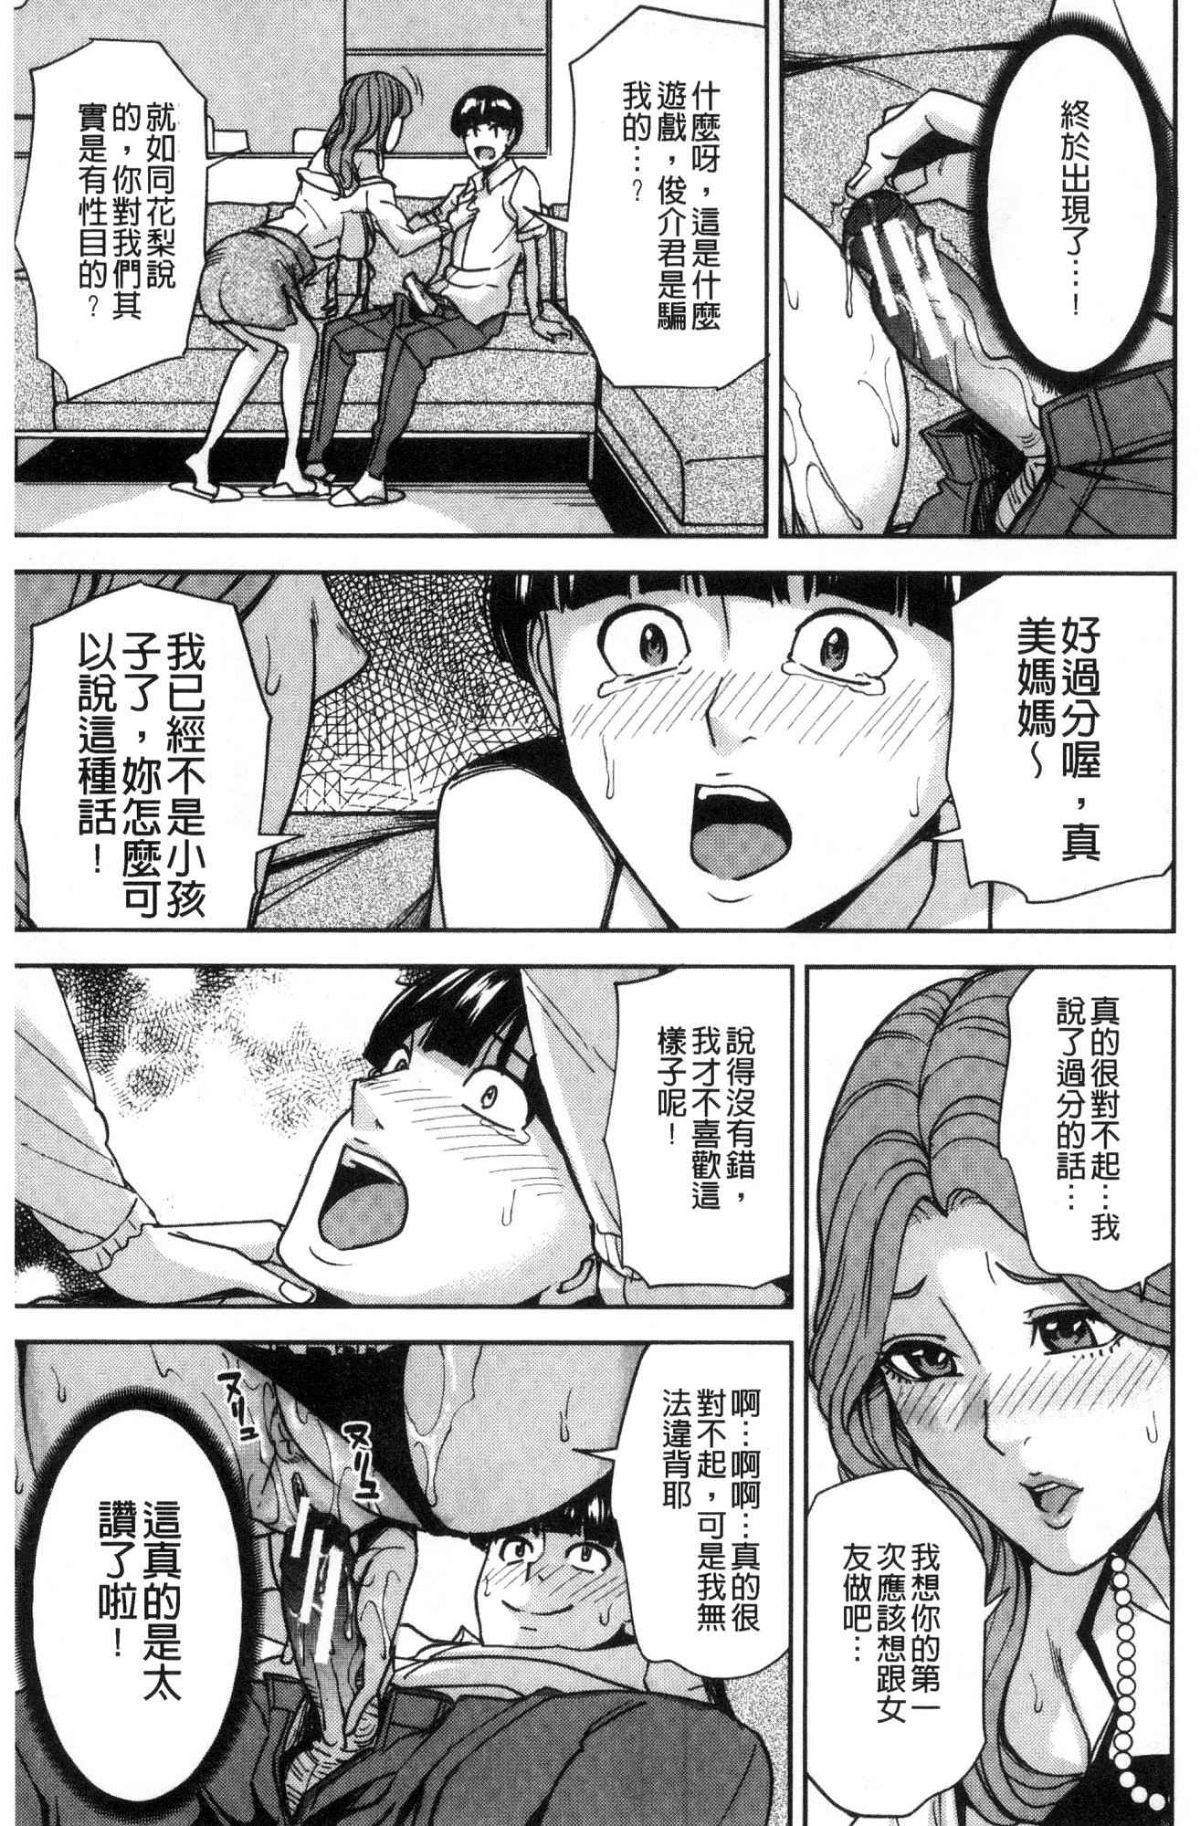 終於出現了…！
什麼呀，這是什麼
遊戲，俊介君是騙
我的…？
就如同花梨說
的，你對我們其
實是有性目的？
好過分喔，真
美媽媽～
我已經不是小孩
子了，妳怎麼可
以說這種話！
真的很對不起…我
說了過分的話…
我想你的第一
次應該想跟女
友做吧…
說得沒有錯，
我才不喜歡這
樣子呢！
啊…啊啊…真的很
對不起，可是我無
法違背耶
ヌリュ
ヌリュ
這真的是太
讚了啦！